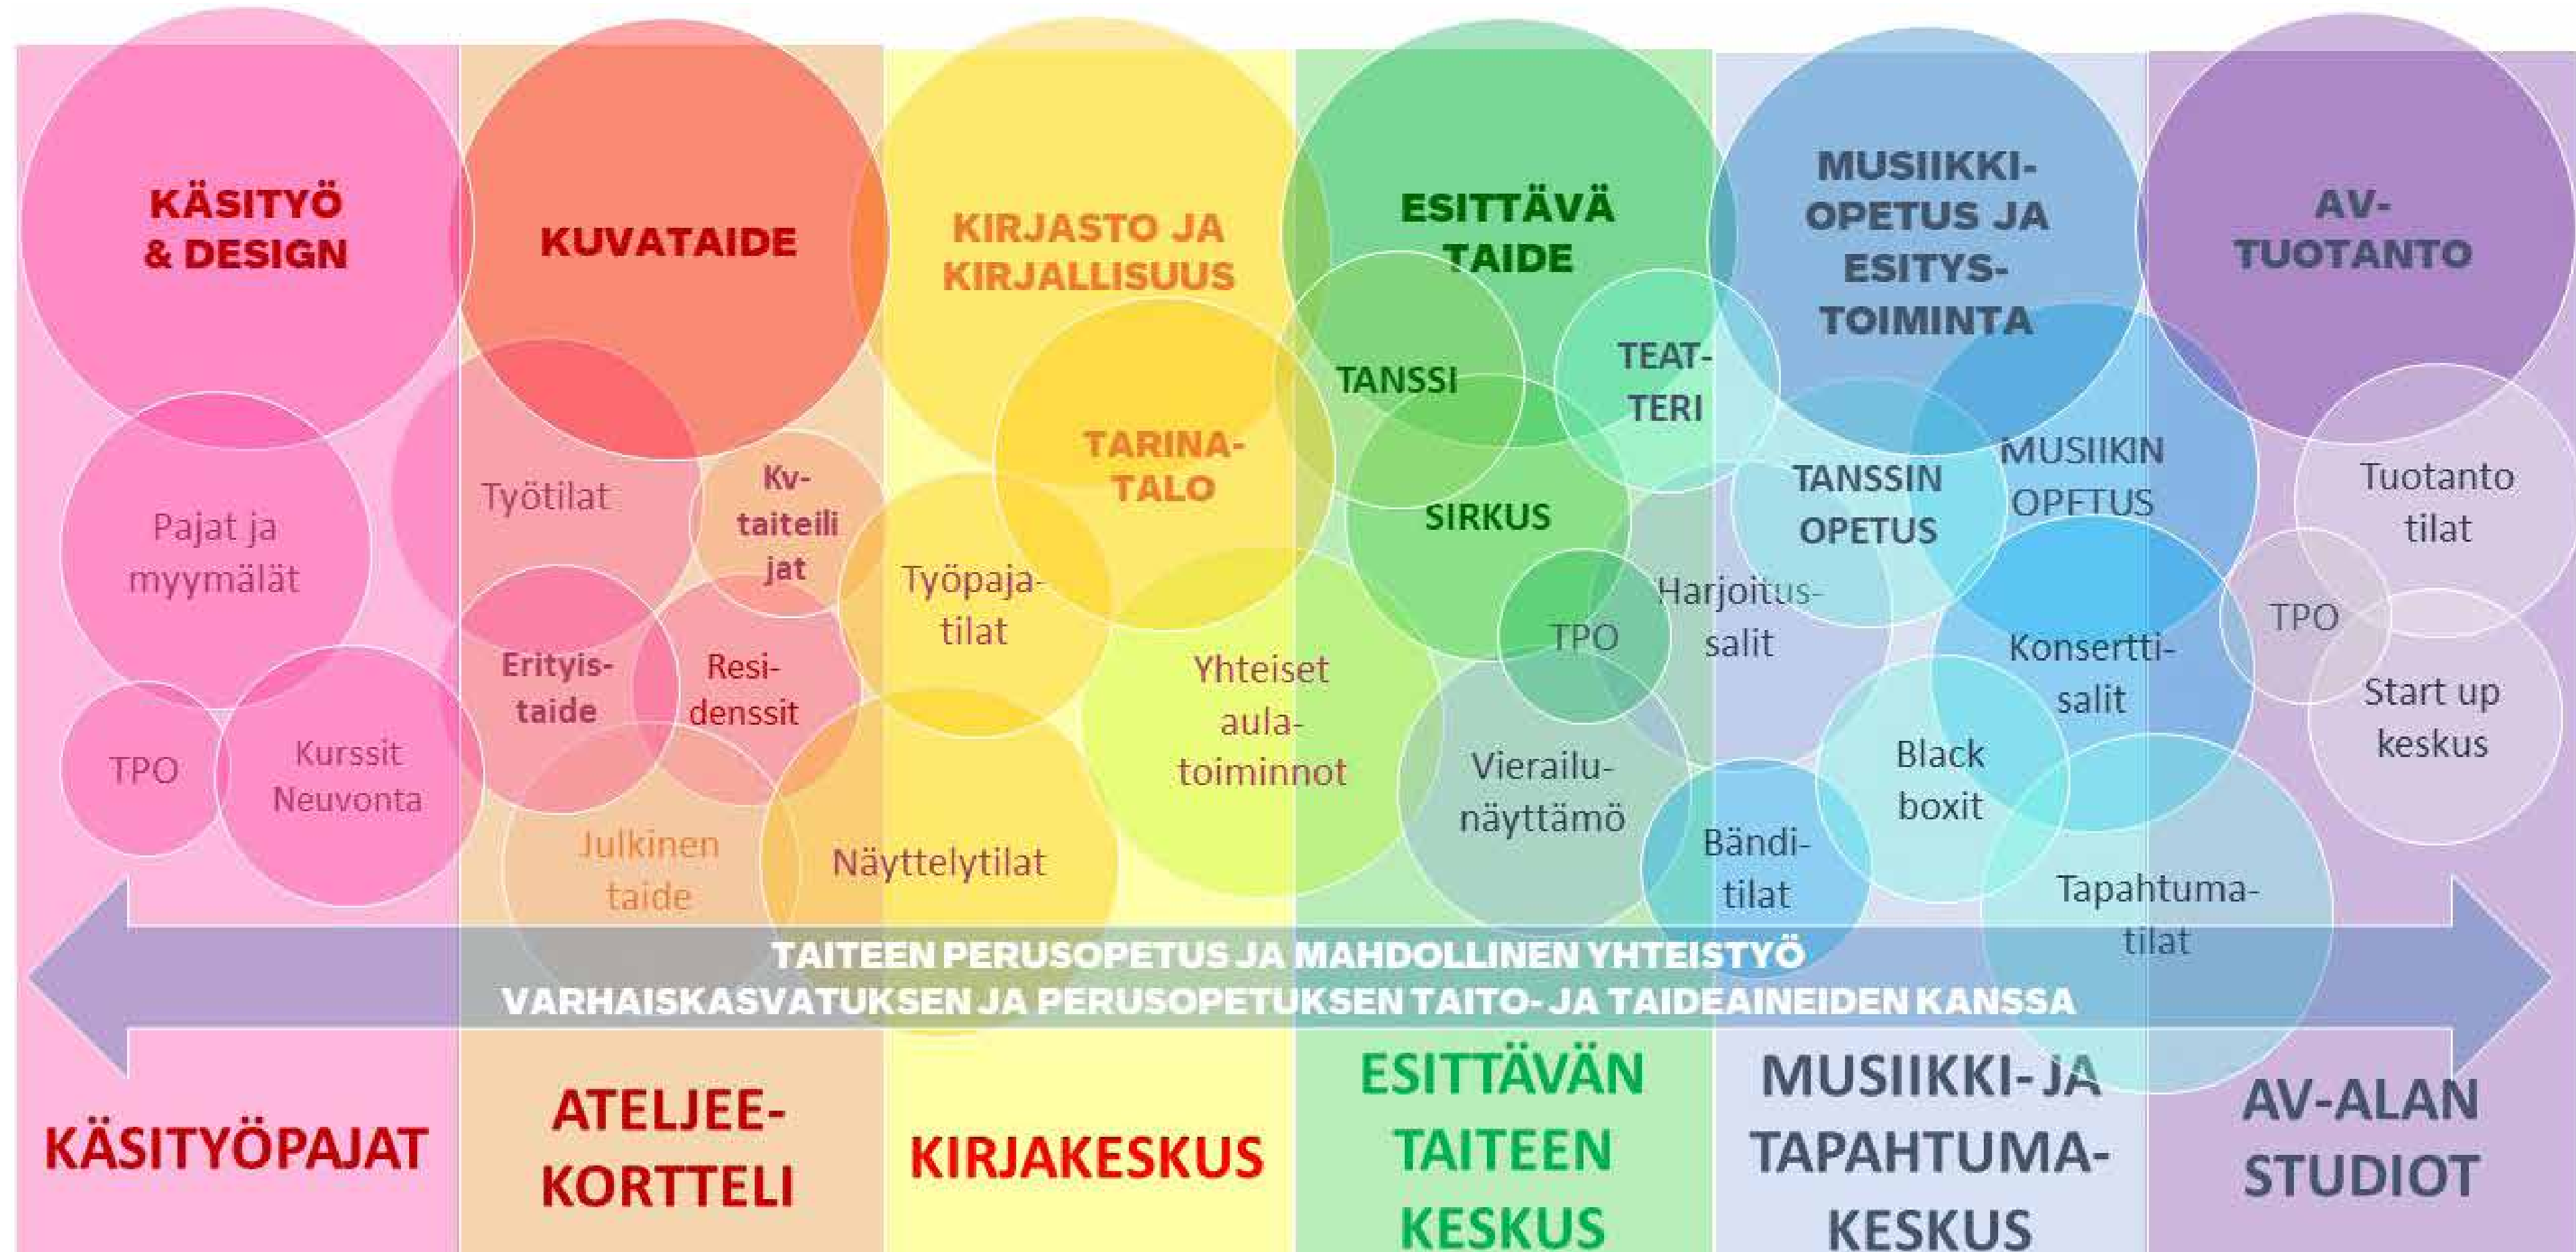 KÄSITYÖ
& DESIGN
Pajat ja
myymälät
TPO
Kurssit
Neuvonta
KUVATAIDE
Työtilat
Kv-
taiteili
jat
Erityis-
taide
Resi-
denssit
Julkinen
taide
KIRJASTO JA
KIRJALLISUUS
TARINA-
TALO
Työpaja-
tilat
Yhteiset
aula-
toiminnot
Näyttelytilat
ESITTÄVÄ
TAIDE
TANSSI
TEAT-
TERI
SIRKUS
TPO
Harjoitus-
salit
Vierailu-
näyttämö
MUSIIKKI-
OPETUS JA
ESITYS-
TOIMINTA
TANSSIN
OPETUS
MUSIIKIN
OPETUS
Konsertti-
salit
Black
boxit
Bändi-
tilat
Tapahtuma-
tilat
AV-
TUOTANTO
Tuotanto
tilat
TPO
Start up
keskus
TAITEEN PERUSOPETUS JA MAHDOLLINEN YHTEISTYÖ
VARHAISKASVATUKSEN JA PERUSOPETUKSEN TAITO- JA TAIDEAINEIDEN KANSSA
KÄSITYÖPAJAT
ATELJEE-
KORTTELI
KIRJAKESKUS
ESITTÄVÄN
TAITEEN
KESKUS
MUSIIKKI- JA
TAPAHTUMA-
KESKUS
AV-ALAN
STUDIOT